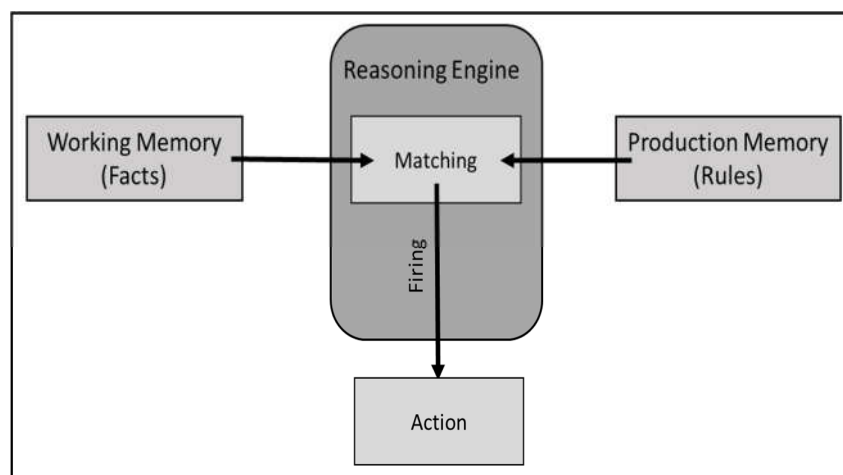 Reasoning Engine
Working Memory
(Facts)
Matching
Production Memory
(Rules)
Firing
Action